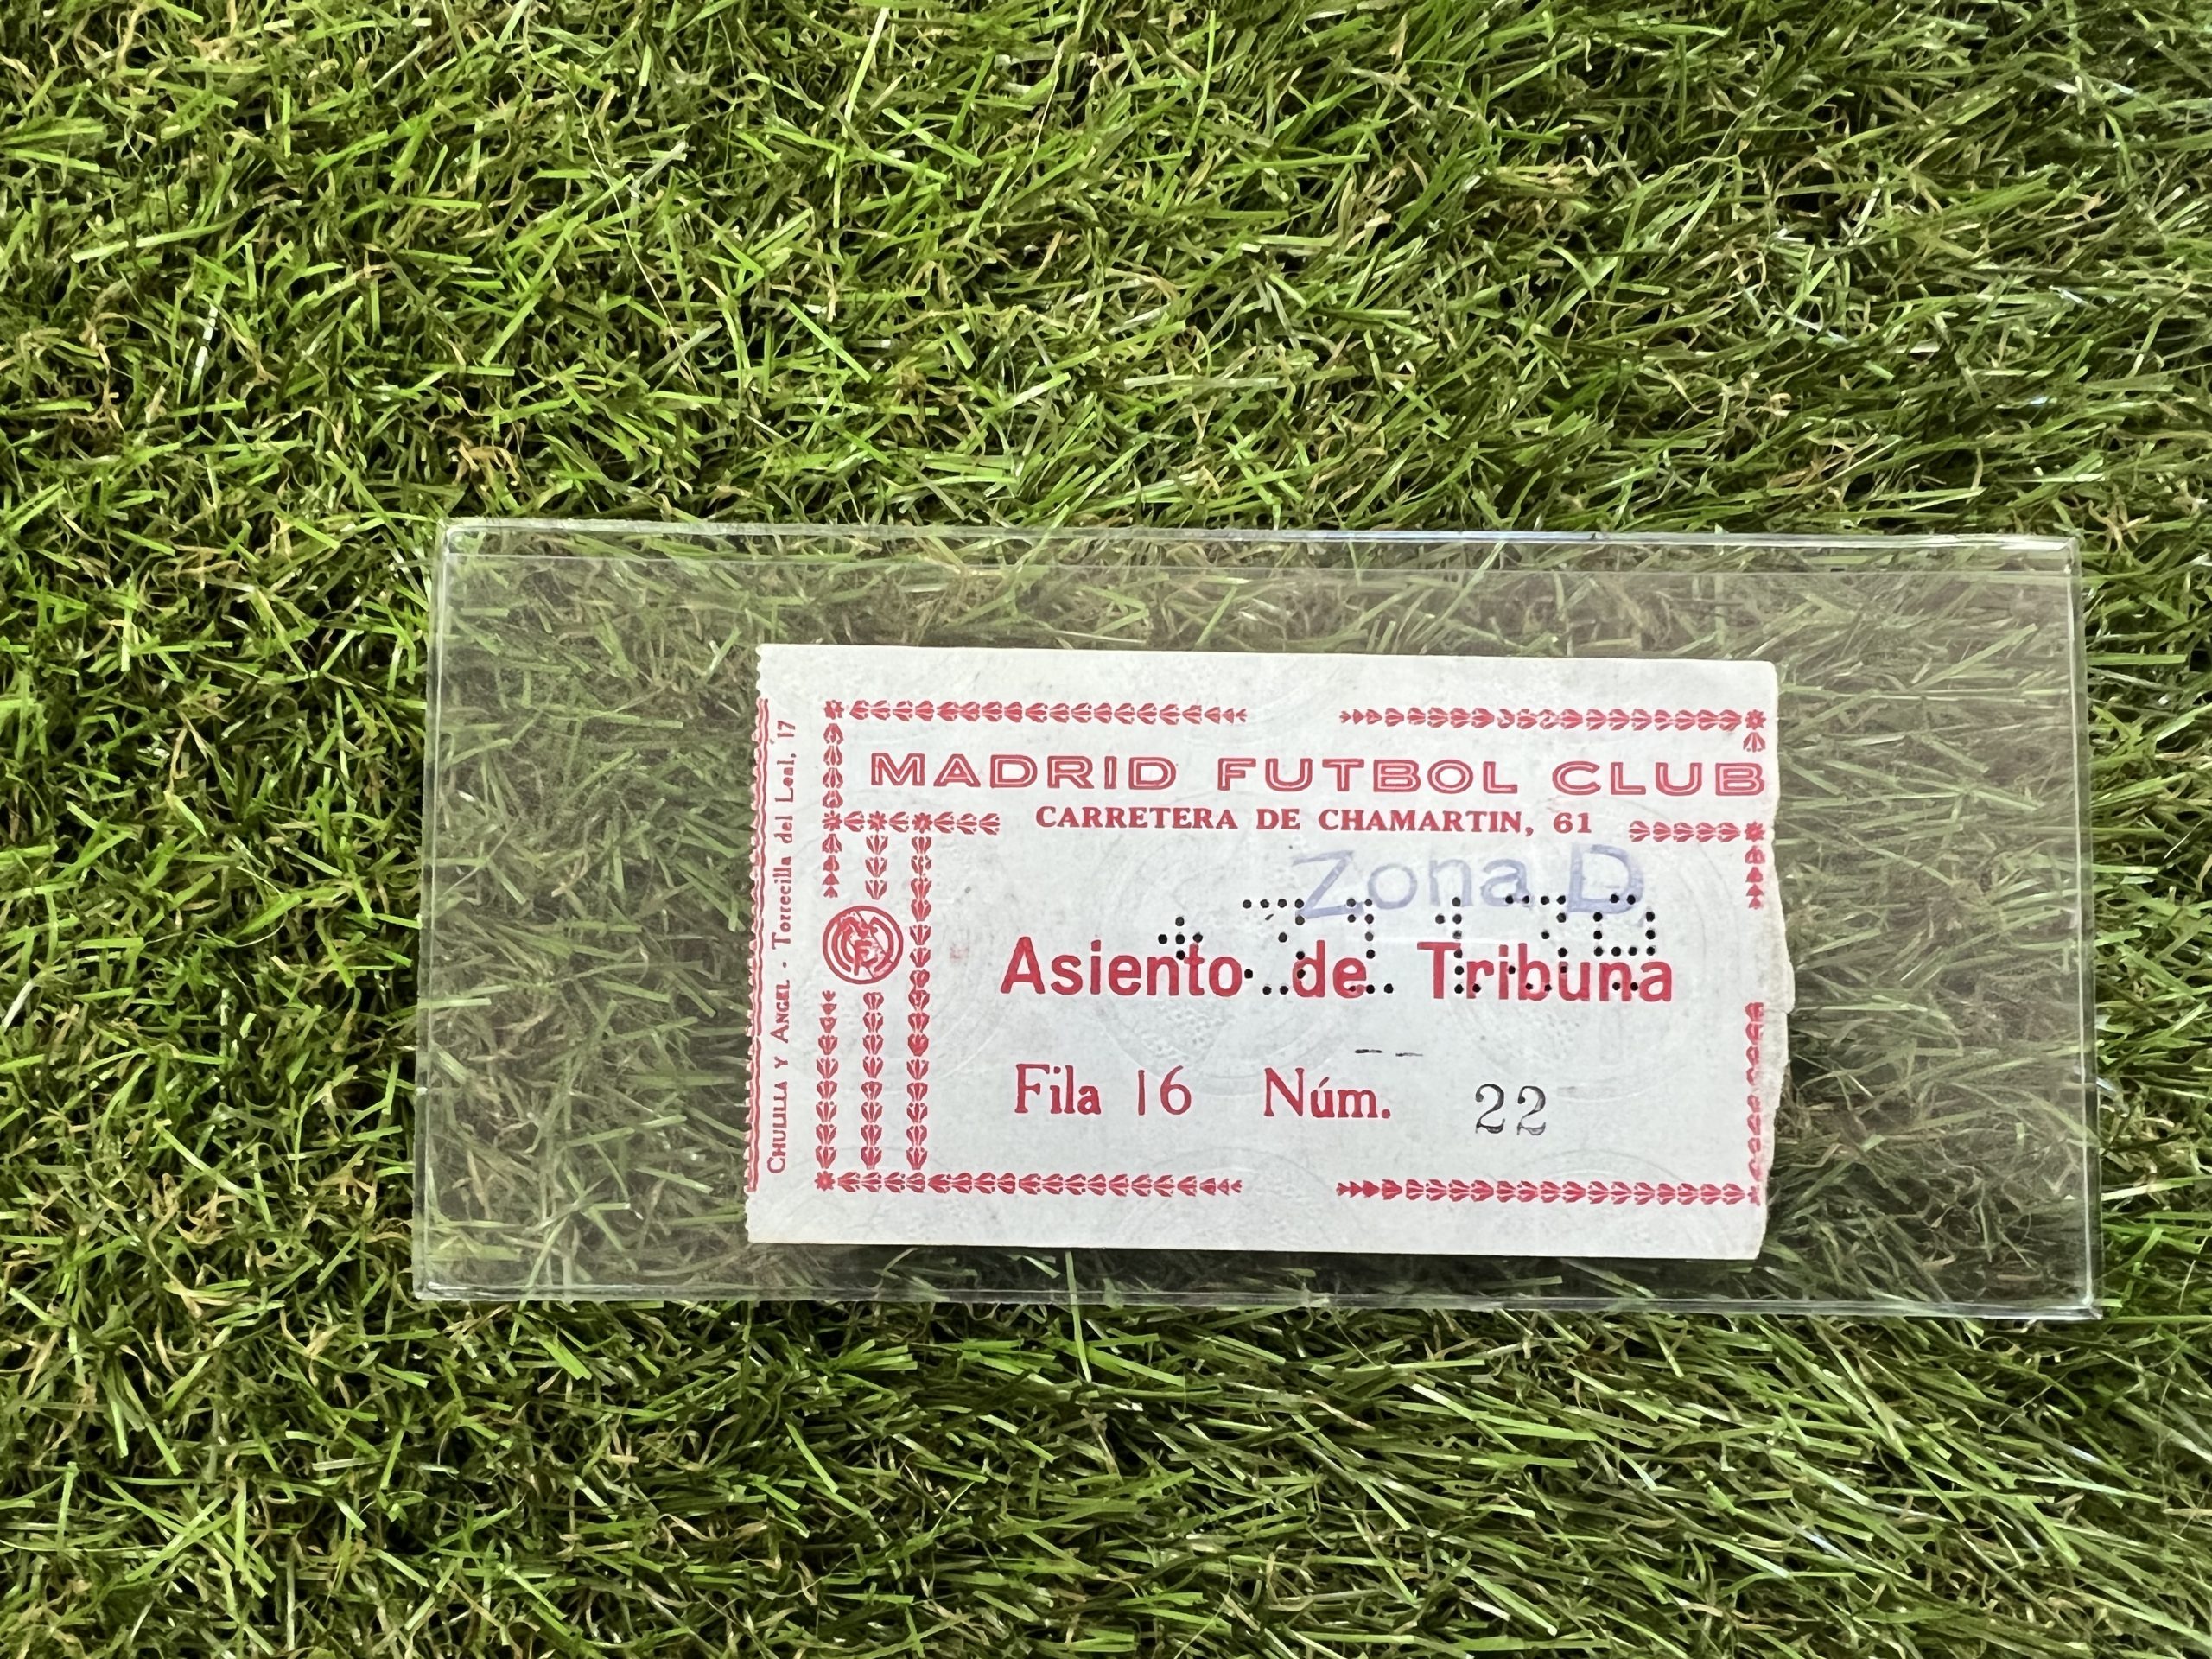 MADRID FUTBOL CLUB
CARRETERA DE CHAMARTIN, 61
Zona D
Asiento de Tribuna
Fila 16 Núm. 22
CHULILLA Y ANGEL - Torrecilla del Leal, 17